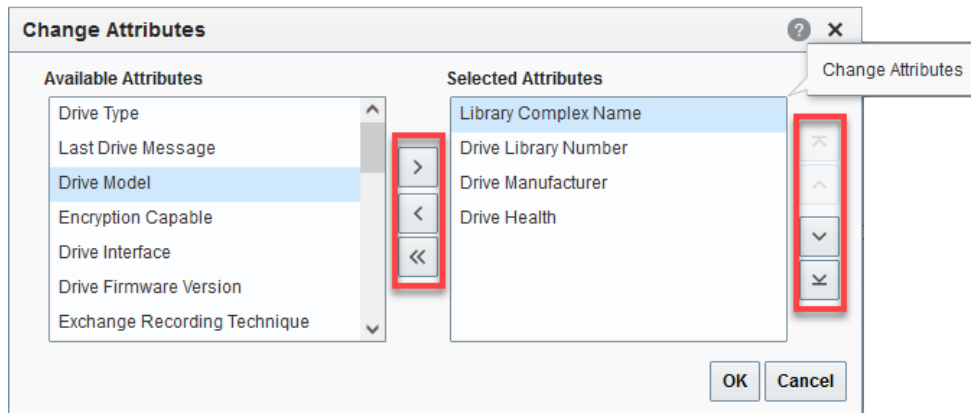 Change Attributes
Change Attributes
Available Attributes
Drive Type
Last Drive Message
Drive Model
Encryption Capable
Drive Interface
Drive Firmware Version
Exchange Recording Technique
Selected Attributes
Library Complex Name
Drive Library Number
Drive Manufacturer
Drive Health
OK
Cancel